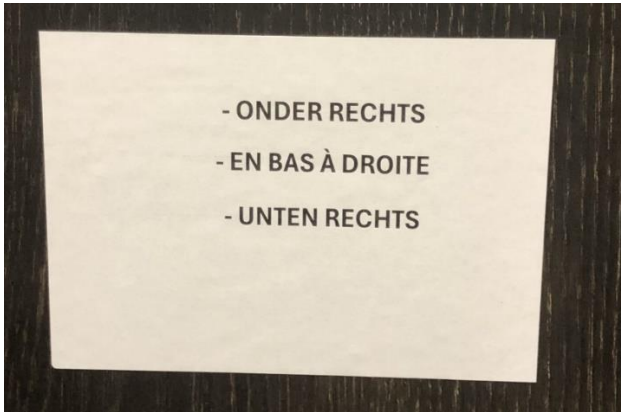 - ONDER RECHTS
- EN BAS À DROITE
- UNTEN RECHTS